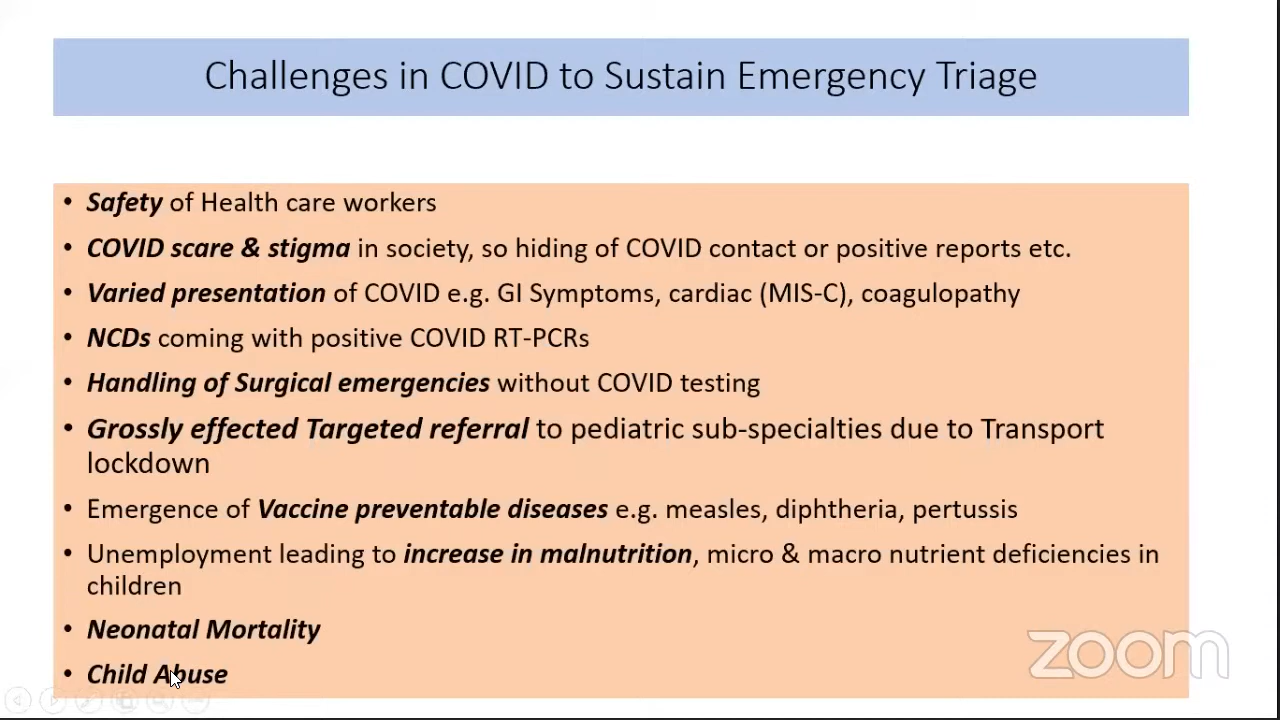 Challenges in COVID to Sustain Emergency Triage
• Safety of Health care workers
• COVID scare & stigma in society, so hiding of COVID contact or positive reports etc.
• Varied presentation of COVID e.g. GI Symptoms, cardiac (MIS-C), coagulopathy
• NCDs coming with positive COVID RT-PCRs
• Handling of Surgical emergencies without COVID testing
• Grossly effected Targeted referral to pediatric sub-specialties due to Transport
lockdown
• Emergence of Vaccine preventable diseases e.g. measles, diphtheria, pertussis
• Unemployment leading to increase in malnutrition, micro & macro nutrient deficiencies in
children
• Neonatal Mortality
• Child Abuse
zoom